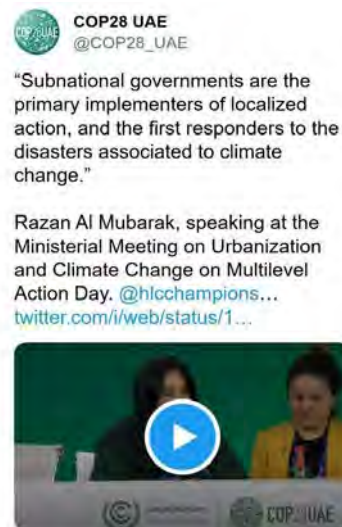 COP28 UAE
@COP28_UAE
“Subnational governments are the
primary implementers of localized
action, and the first responders to the
disasters associated to climate
change.”
Razan Al Mubarak, speaking at the
Ministerial Meeting on Urbanization
and Climate Change on Multilevel
Action Day. @hlcchampions…
twitter.com/i/web/status/1…
COP28UAE